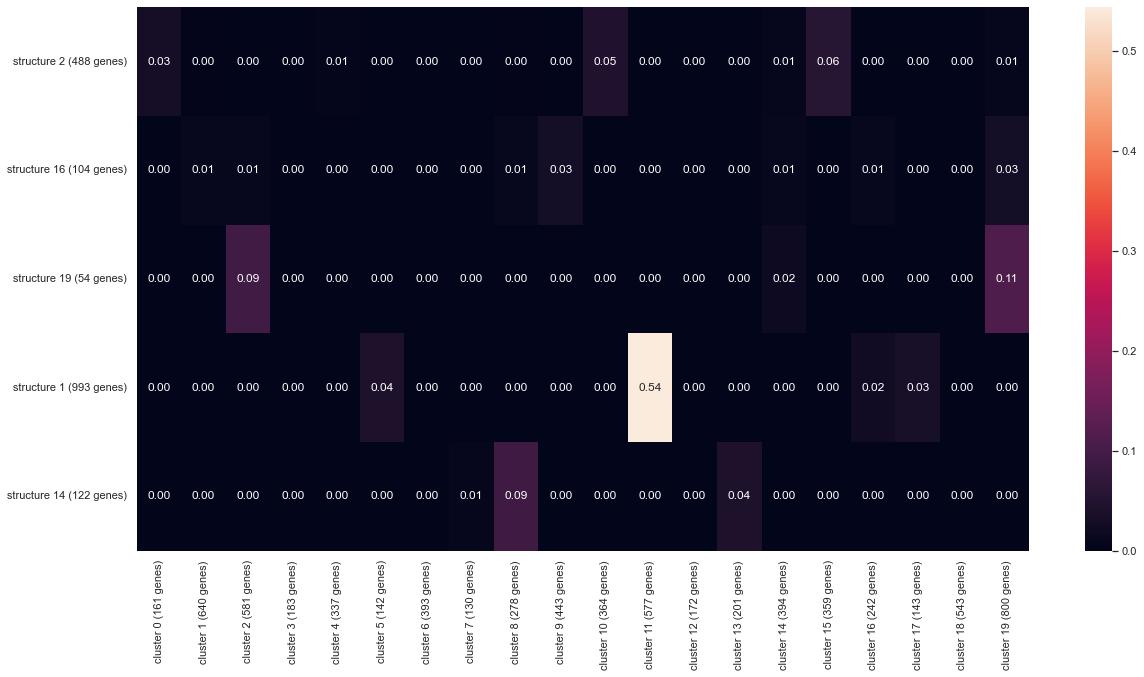 structure 2 (488 genes) 0.03 0.00 0.00 0.00 0.01 0.00 0.00 0.00 0.00 0.00 0.05 0.00 0.00 0.00 0.01 0.06 0.00 0.00 0.00 0.01
structure 16 (104 genes) 0.00 0.01 0.01 0.00 0.00 0.00 0.00 0.00 0.01 0.03 0.00 0.00 0.00 0.00 0.01 0.00 0.01 0.00 0.00 0.03
structure 19 (54 genes) 0.00 0.00 0.09 0.00 0.00 0.00 0.00 0.00 0.00 0.00 0.00 0.00 0.00 0.00 0.02 0.00 0.00 0.00 0.00 0.11
structure 1 (993 genes) 0.00 0.00 0.00 0.00 0.00 0.04 0.00 0.00 0.00 0.00 0.00 0.54 0.00 0.00 0.00 0.00 0.02 0.03 0.00 0.00
structure 14 (122 genes) 0.00 0.00 0.00 0.00 0.00 0.00 0.00 0.01 0.09 0.00 0.00 0.00 0.00 0.04 0.00 0.00 0.00 0.00 0.00 0.00
cluster 0 (161 genes)
cluster 1 (640 genes)
cluster 2 (581 genes)
cluster 3 (183 genes)
cluster 4 (337 genes)
cluster 5 (142 genes)
cluster 6 (393 genes)
cluster 7 (130 genes)
cluster 8 (278 genes)
cluster 9 (443 genes)
cluster 10 (364 genes)
cluster 11 (577 genes)
cluster 12 (172 genes)
cluster 13 (201 genes)
cluster 14 (394 genes)
cluster 15 (359 genes)
cluster 16 (242 genes)
cluster 17 (143 genes)
cluster 18 (543 genes)
cluster 19 (800 genes)
0.5
0.4
0.3
0.2
0.1
0.0